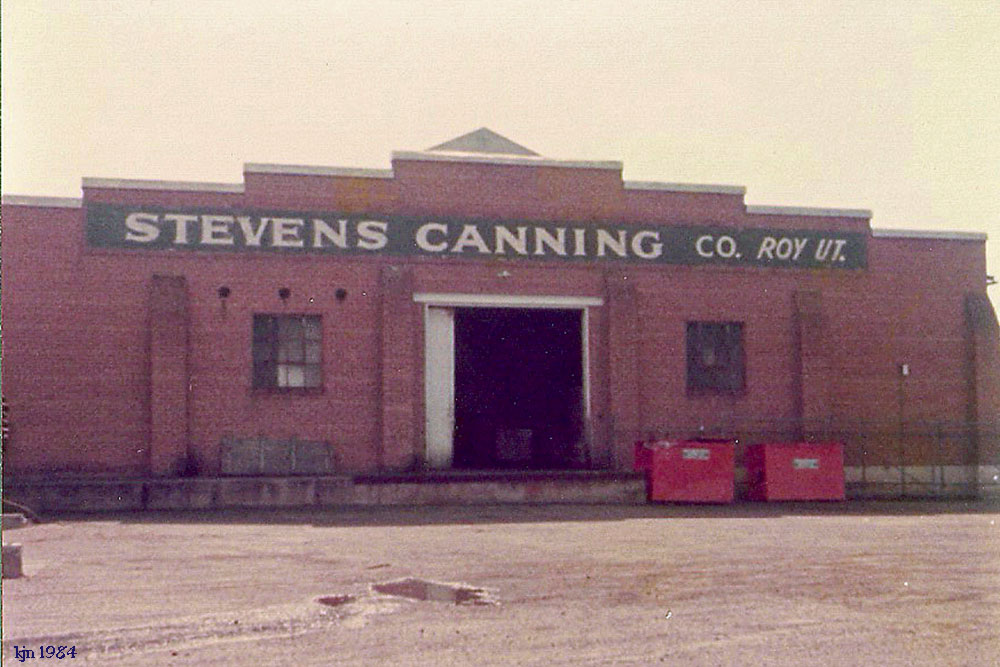 STEVENS CANNING CO. ROY UT.
kjn 1984